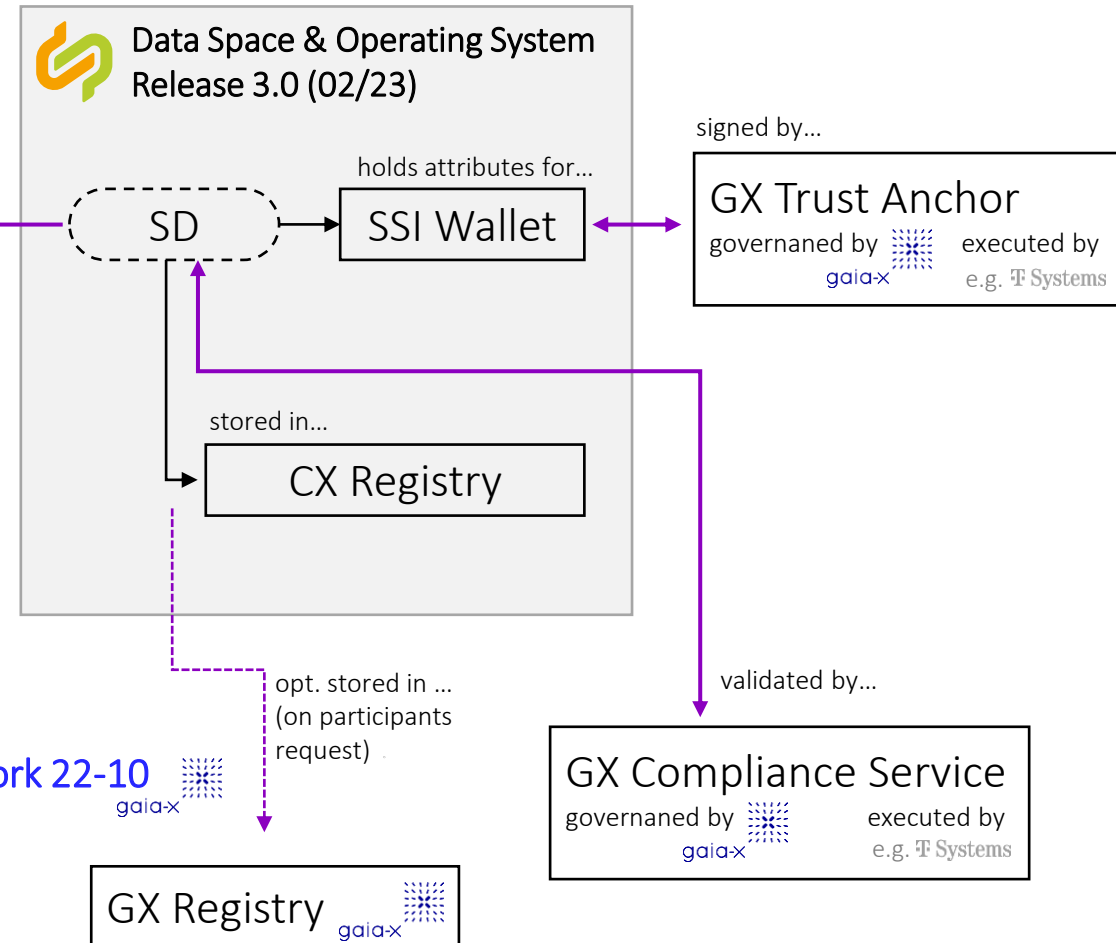 Data Space & Operating System
Release 3.0 (02/23)
signed by...
holds attributes for...
SD
SSI Wallet
GX Trust Anchor
governaned by
gaia-x
executed by
e.g. T Systems
stored in...
CX Registry
opt. stored in ...
(on participants
request)
validated by...
22-10
gaia-x
GX Compliance Service
governaned by
gaia-x
executed by
e.g. T Systems
GX Registry
gaia-x